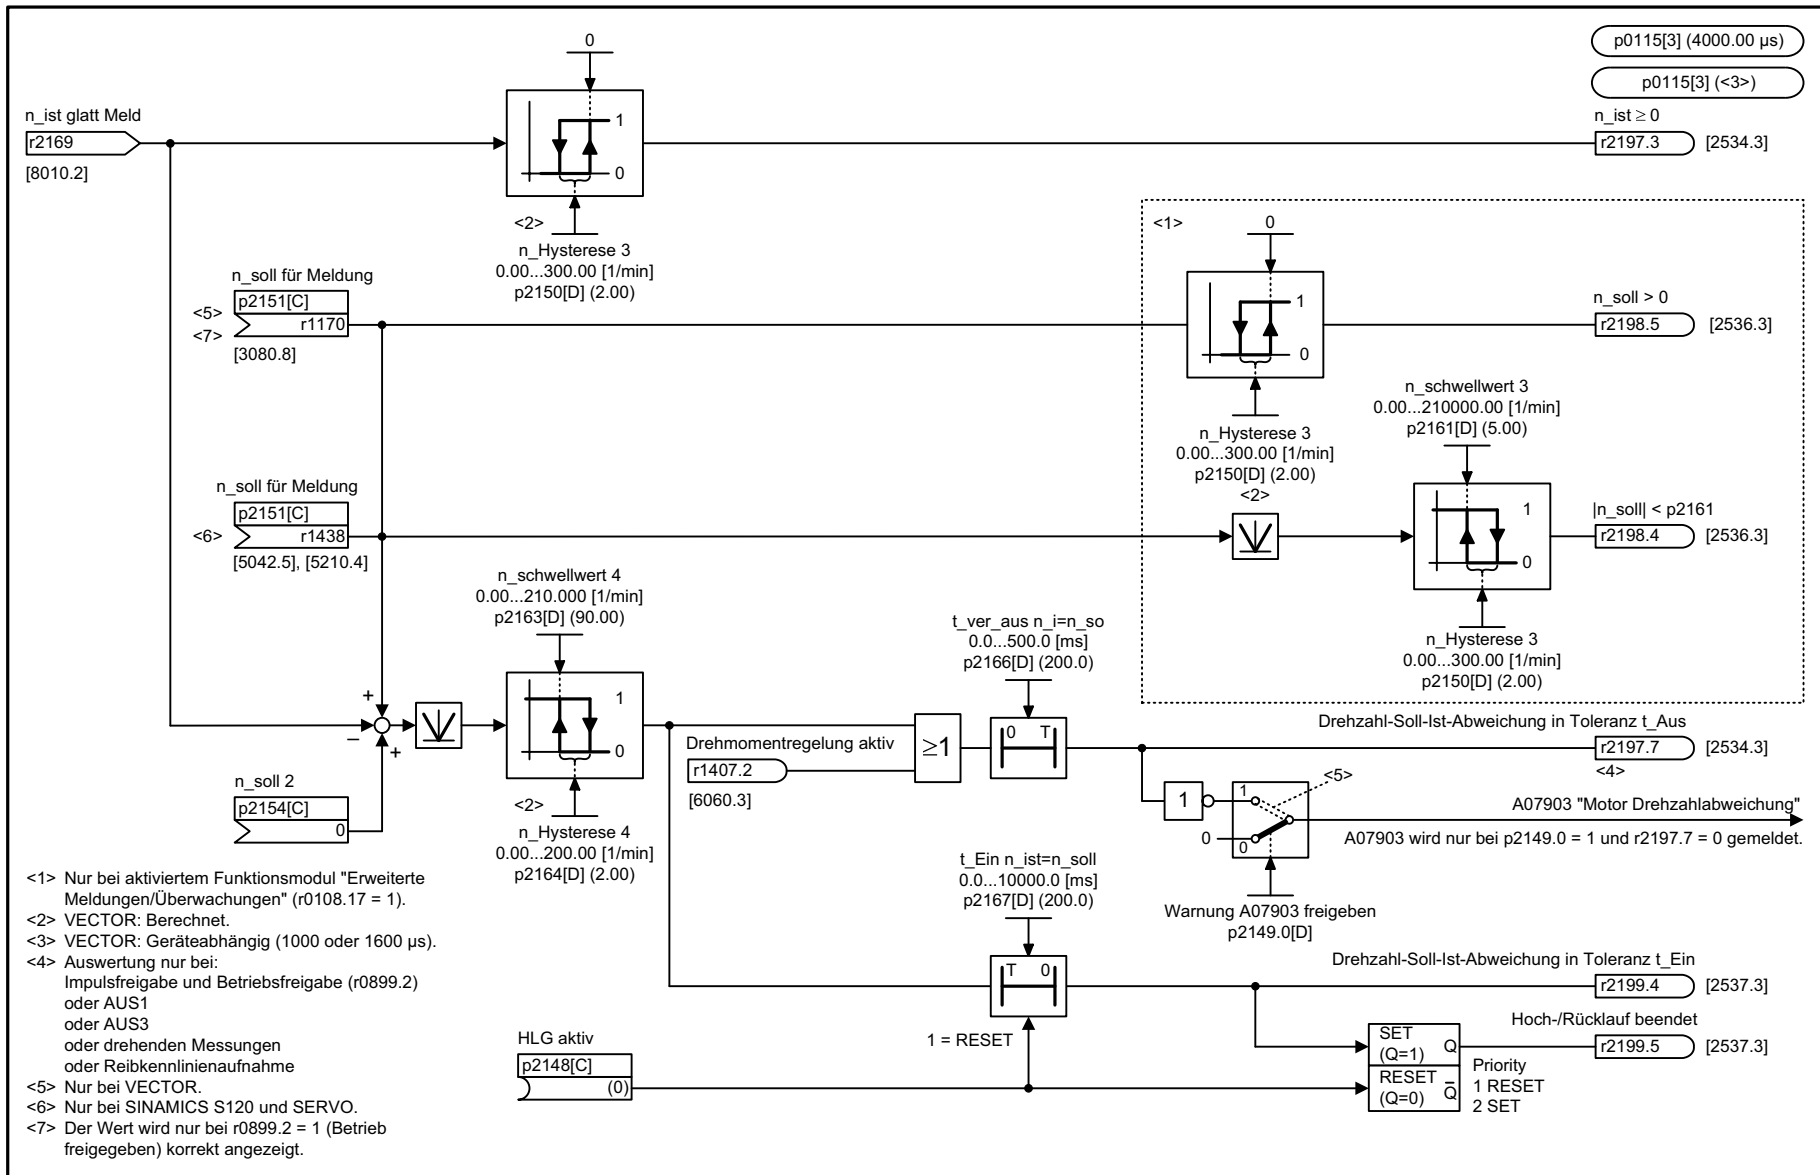 0
p0115[3] (4000.00 µs)
p0115[3] (<3>)
n_ist glatt Meld
r2169
[8010.2]
1
0
n_ist ≥ 0
r2197.3
[2534.3]
<2>
n_Hysterese 3
0.00...300.00 [1/min]
p2150[D] (2.00)
<1>
0
n_soll für Meldung
<5>
<7>
p2151[C]
r1170
[3080.8]
1
0
n_soll > 0
r2198.5
[2536.3]
n_Hysterese 3
0.00...300.00 [1/min]
p2150[D] (2.00)
<2>
n_schwellwert 3
0.00...210000.00 [1/min]
p2161[D] (5.00)
n_soll für Meldung
<6>
p2151[C]
r1438
[5042.5], [5210.4]
1
0
|n_soll| < p2161
r2198.4
[2536.3]
n_Hysterese 3
0.00...300.00 [1/min]
p2150[D] (2.00)
n_schwellwert 4
0.00...210.000 [1/min]
p2163[D] (90.00)
+
–
+
1
0
<2>
n_Hysterese 4
0.00...200.00 [1/min]
p2164[D] (2.00)
n_soll 2
p2154[C]
0
Drehmomentregelung aktiv
r1407.2
[6060.3]
≥1
t_ver_aus n_i=n_so
0.0...500.0 [ms]
p2166[D] (200.0)
0 T
Drehzahl-Soll-Ist-Abweichung in Toleranz t_Aus
r2197.7
[2534.3]
<4>
1
<5>
1
0
0
A07903 "Motor Drehzahlabweichung"
A07903 wird nur bei p2149.0 = 1 und r2197.7 = 0 gemeldet.
Warnung A07903 freigeben
p2149.0[D]
t_Ein n_ist=n_soll
0.0...10000.0 [ms]
p2167[D] (200.0)
T 0
1 = RESET
Drehzahl-Soll-Ist-Abweichung in Toleranz t_Ein
r2199.4
[2537.3]
HLG aktiv
p2148[C]
(0)
SET
(Q=1)
Q
RESET
(Q=0)
Q̅
Priority
1 RESET
2 SET
Hoch-/Rücklauf beendet
r2199.5
[2537.3]
<1> Nur bei aktiviertem Funktionsmodul "Erweiterte
Meldungen/Überwachungen" (r0108.17 = 1).
<2> VECTOR: Berechnet.
<3> VECTOR: Geräteabhängig (1000 oder 1600 µs).
<4> Auswertung nur bei:
Impulsfreigabe und Betriebsfreigabe (r0899.2)
oder AUS1
oder AUS3
oder drehenden Messungen
oder Reibkennlinienaufnahme
<5> Nur bei VECTOR.
<6> Nur bei SINAMICS S120 und SERVO.
<7> Der Wert wird nur bei r0899.2 = 1 (Betrieb
freigegeben) korrekt angezeigt.